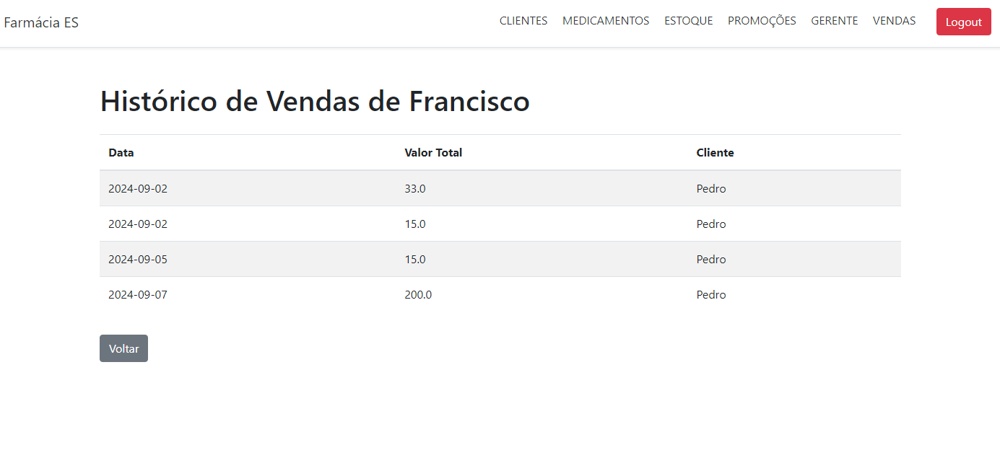 Farmácia ES CLIENTES MEDICAMENTOS ESTOQUE PROMOÇÕES GERENTE VENDAS Logout
Histórico de Vendas de Francisco
Data Valor Total Cliente
2024-09-02 33.0 Pedro
2024-09-02 15.0 Pedro
2024-09-05 15.0 Pedro
2024-09-07 200.0 Pedro
Voltar